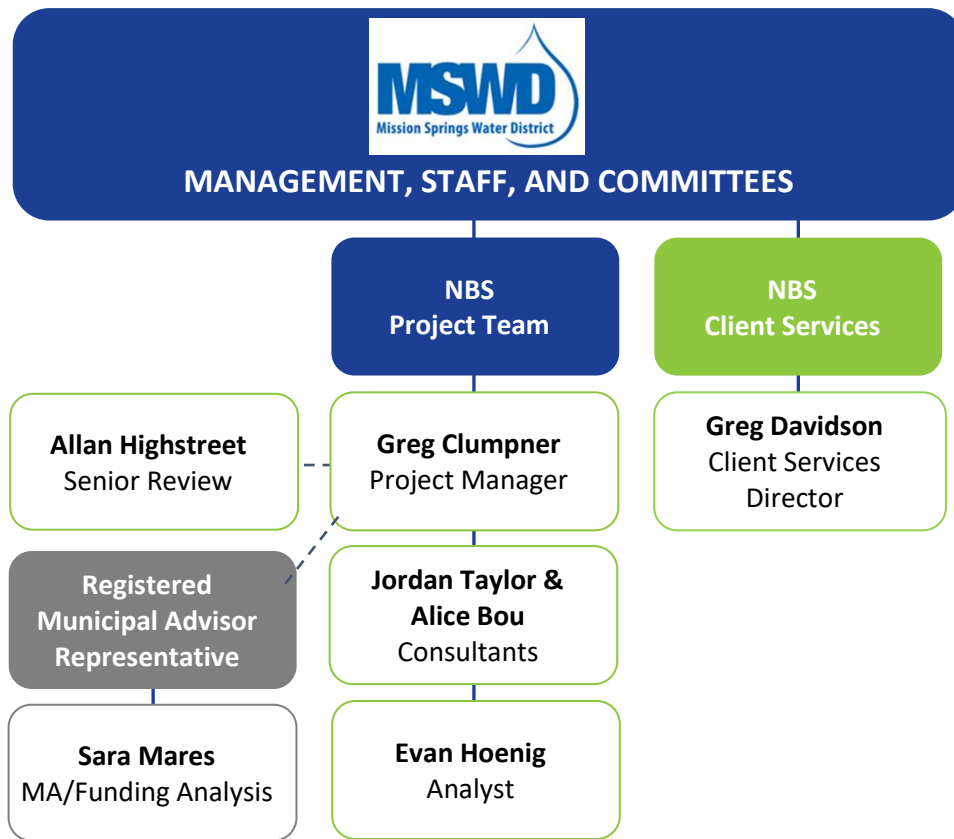 MSWD
Mission Springs Water District
MANAGEMENT, STAFF, AND COMMITTEES
NBS
Project Team
NBS
Client Services
Allan Highstreet
Senior Review
Greg Clumpner
Project Manager
Greg Davidson
Client Services
Director
Registered
Municipal Advisor
Representative
Jordan Taylor &
Alice Bou
Consultants
Sara Mares
MA/Funding Analysis
Evan Hoenig
Analyst